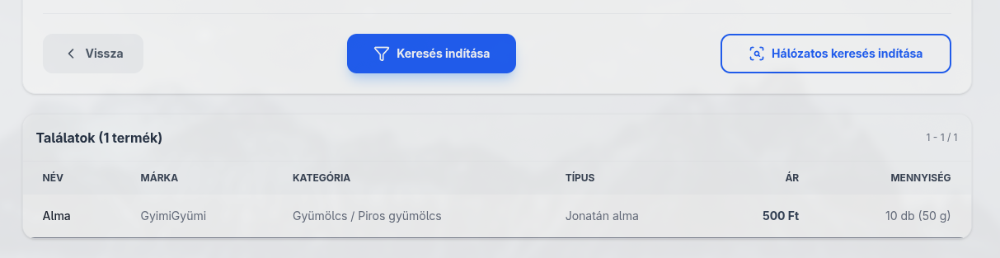 Vissza
Keresés indítása
Hálózatos keresés indítása
Találatok (1 termék)
1 - 1 / 1
NÉV MÁRKA KATEGÓRIA TÍPUS ÁR MENNYISÉG
Alma GyimiGyümi Gyümölcs / Piros gyümölcs Jonatán alma 500 Ft 10 db (50 g)